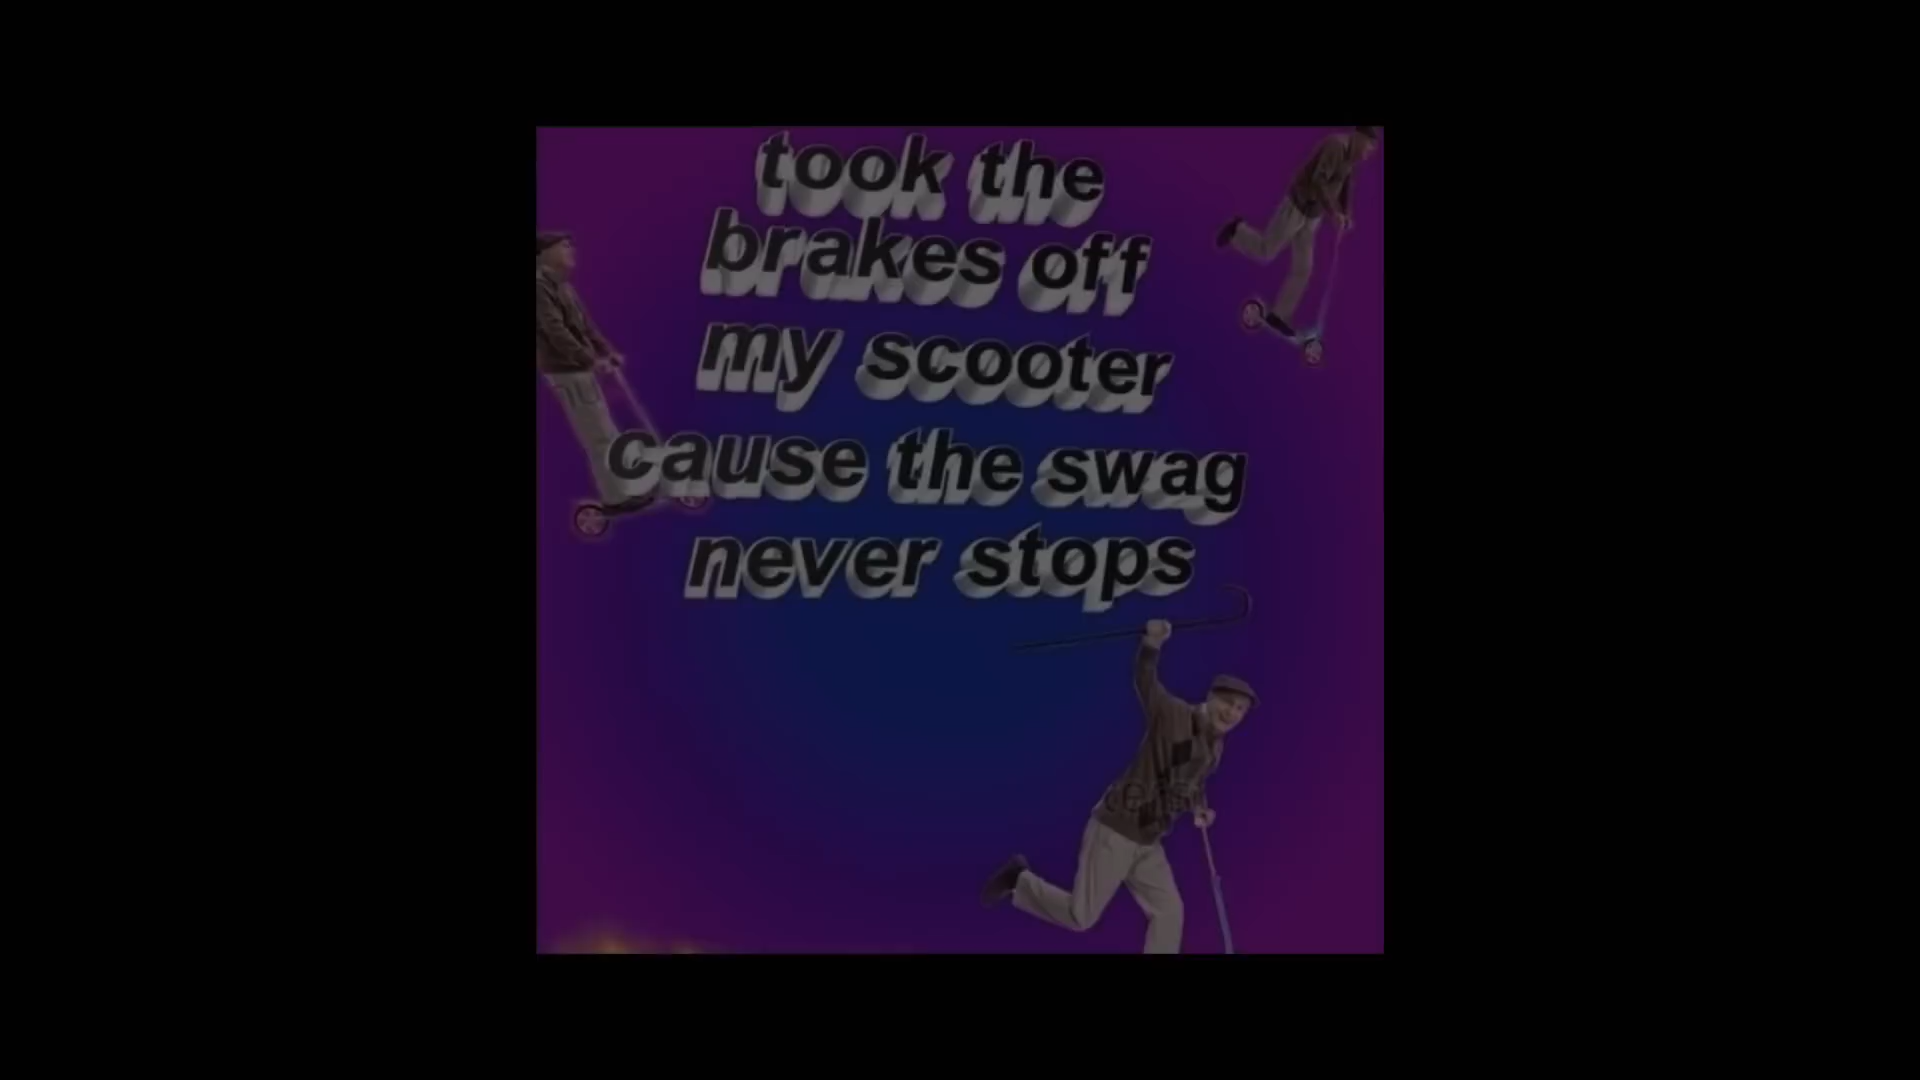 took the
brakes off
my scooter
cause the swag
never stops